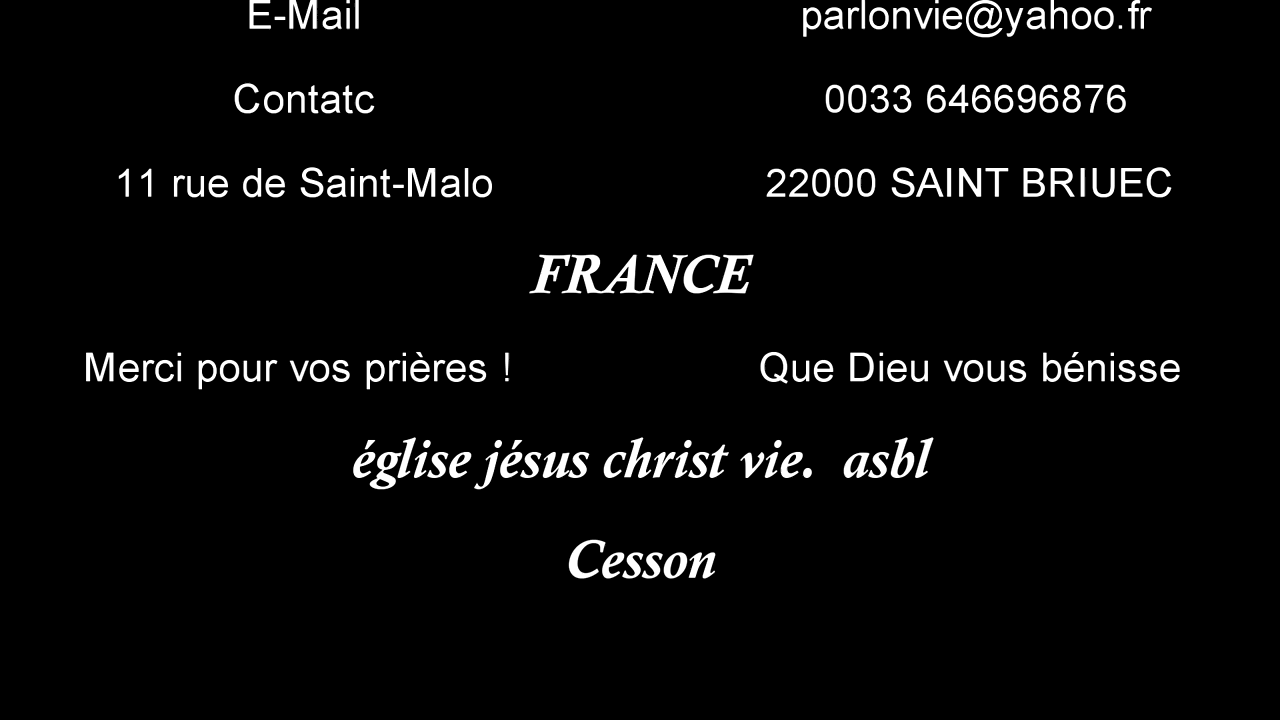 E-Mail parlonvie@yahoo.fr
Contatc 0033 646696876
11 rue de Saint-Malo 22000 SAINT BRIUEC
FRANCE
Merci pour vos prières ! Que Dieu vous bénisse
église jésus christ vie. asbl
Cesson